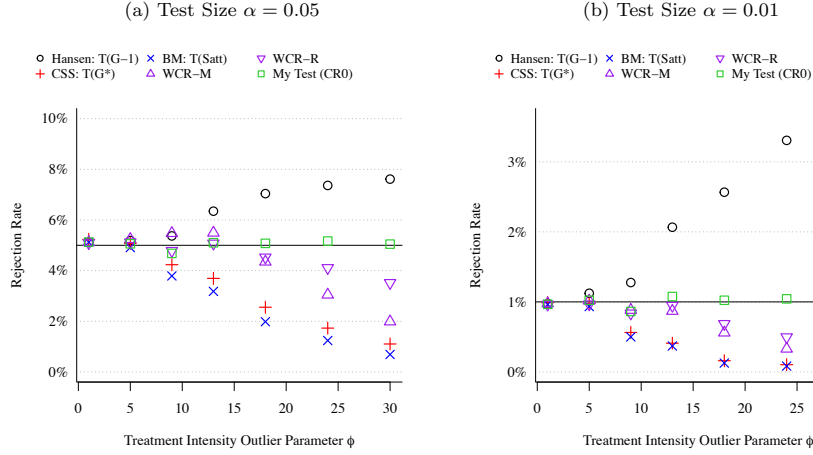 (a) Test Size α = 0.05
Hansen: T(G−1) BM: T(Satt) WCR−R
CSS: T(G*) WCR−M My Test (CR0)
10%
8%
6%
4%
2%
0%
Rejection Rate
0 5 10 15 20 25 30
Treatment Intensity Outlier Parameter ϕ
(b) Test Size α = 0.01
Hansen: T(G−1) BM: T(Satt) WCR−R
CSS: T(G*) WCR−M My Test (CR0)
3%
2%
1%
0%
Rejection Rate
0 5 10 15 20 25
Treatment Intensity Outlier Parameter ϕ